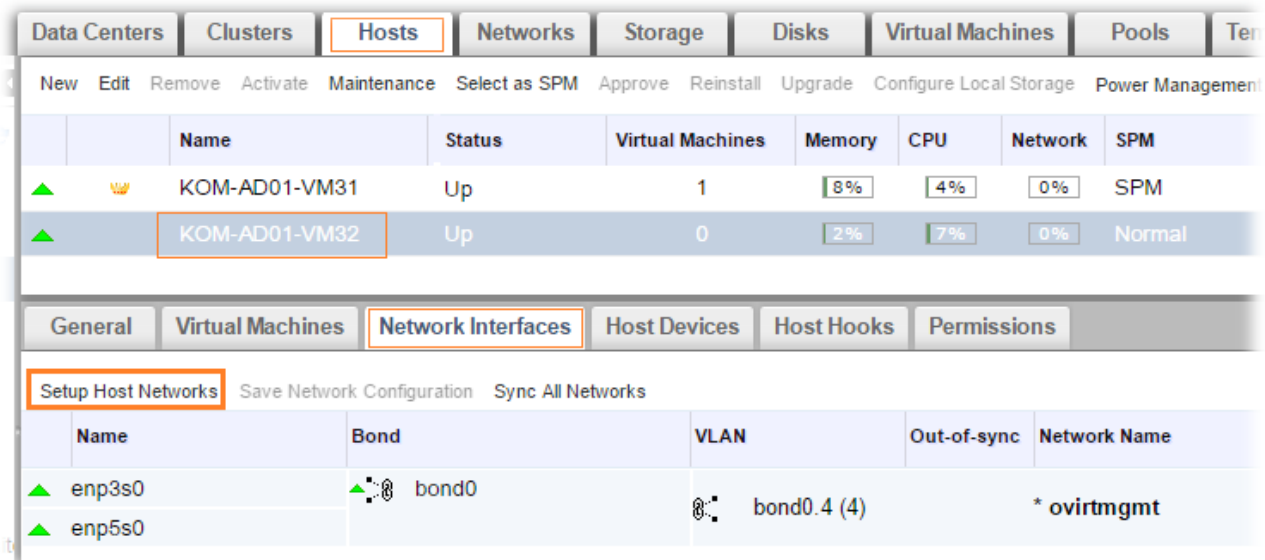 Data Centers Clusters Hosts Networks Storage Disks Virtual Machines Pools
New Edit Remove Activate Maintenance Select as SPM Approve Reinstall Upgrade Configure Local Storage Power Management
Name Status Virtual Machines Memory CPU Network SPM
KOM-AD01-VM31 Up 1 8% 4% 0% SPM
KOM-AD01-VM32 Up 0 2% 7% 0% Normal
General Virtual Machines Network Interfaces Host Devices Host Hooks Permissions
Setup Host Networks Save Network Configuration Sync All Networks
Name Bond VLAN Out-of-sync Network Name
enp3s0 bond0 bond0.4 (4) * ovirtmgmt
enp5s0